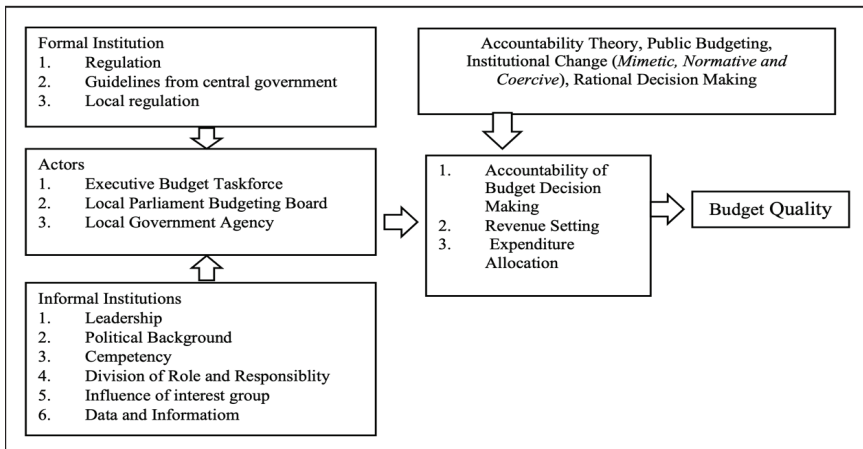 Formal Institution
1. Regulation
2. Guidelines from central government
3. Local regulation
Actors
1. Executive Budget Taskforce
2. Local Parliament Budgeting Board
3. Local Government Agency
Informal Institutions
1. Leadership
2. Political Background
3. Cempetency
4. Division of Role and Responsiblity
5. Influence of interest group
6. Data and Informatiom
Accountability Theory, Public Budgeting,
Institutional Change (Mimetic, Normative and
Coercive), Rational Decision Making
1. Accountability of
Budget Decision
Making
2. Revenue Setting
3. Expenditure
Allocation
Budget Quality